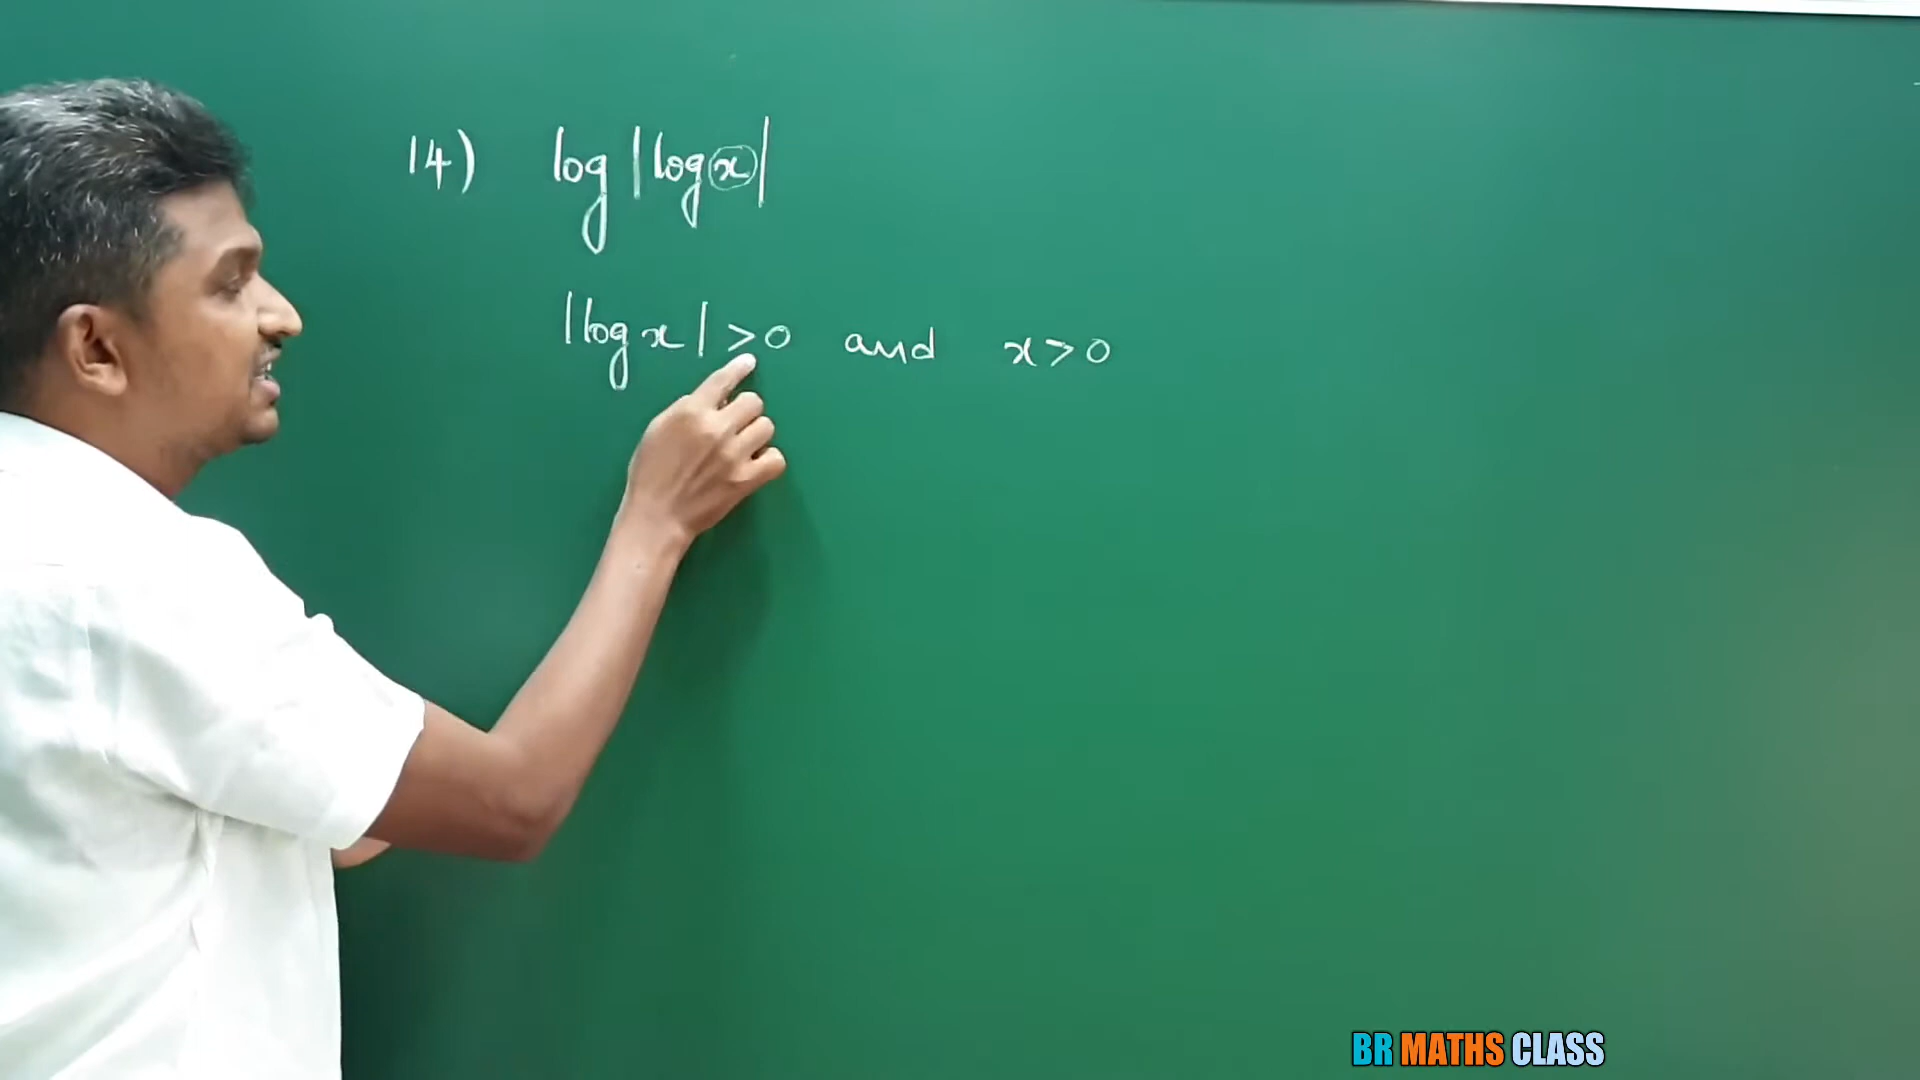 14) log |log x|
|log x| > 0 and x > 0
BR MATHS CLASS